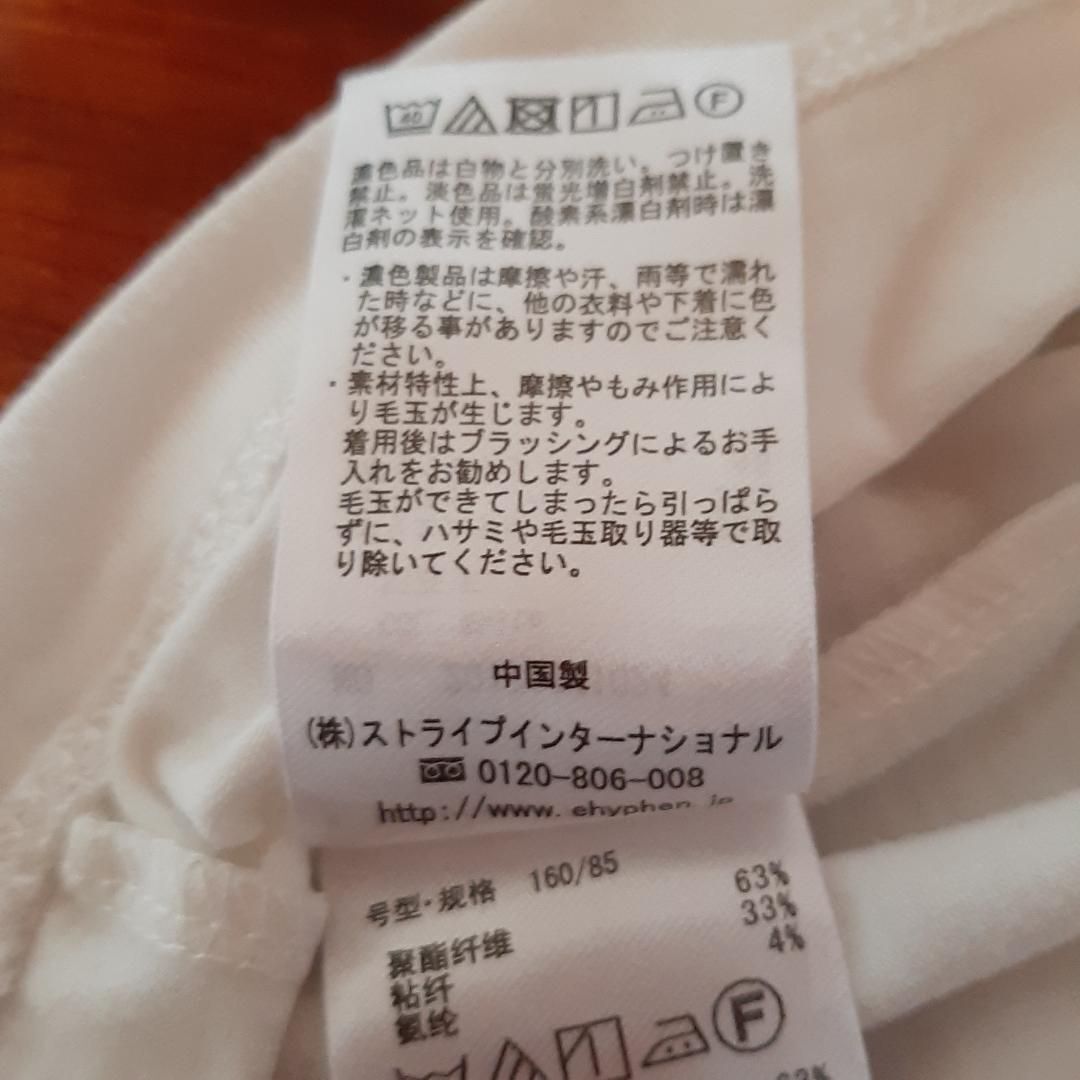 40 F
濃色品は白物と分別洗い。つけ置き
禁止。淡色品は蛍光増白剤禁止。洗
濯ネット使用。酸素系漂白剤時は漂
白剤の表示を確認。
・濃色製品は摩擦や汗、雨等で濡れ
た時などに、他の衣料や下着に色
が移る事がありますのでご注意く
ださい。
・素材特性上、摩擦やもみ作用によ
り毛玉が生じます。
着用後はブラッシングによるお手
入れをお勧めします。
毛玉ができてしまったら引っぱら
ずに、ハサミや毛玉取り器等で取
り除いてください。
中国製
(株)ストライプインターナショナル
0120-806-008
http://www. ehyphen.jp
号型·规格 160/85
聚酯纤维 63%
粘纤 33%
氨纶 4%
F
63%